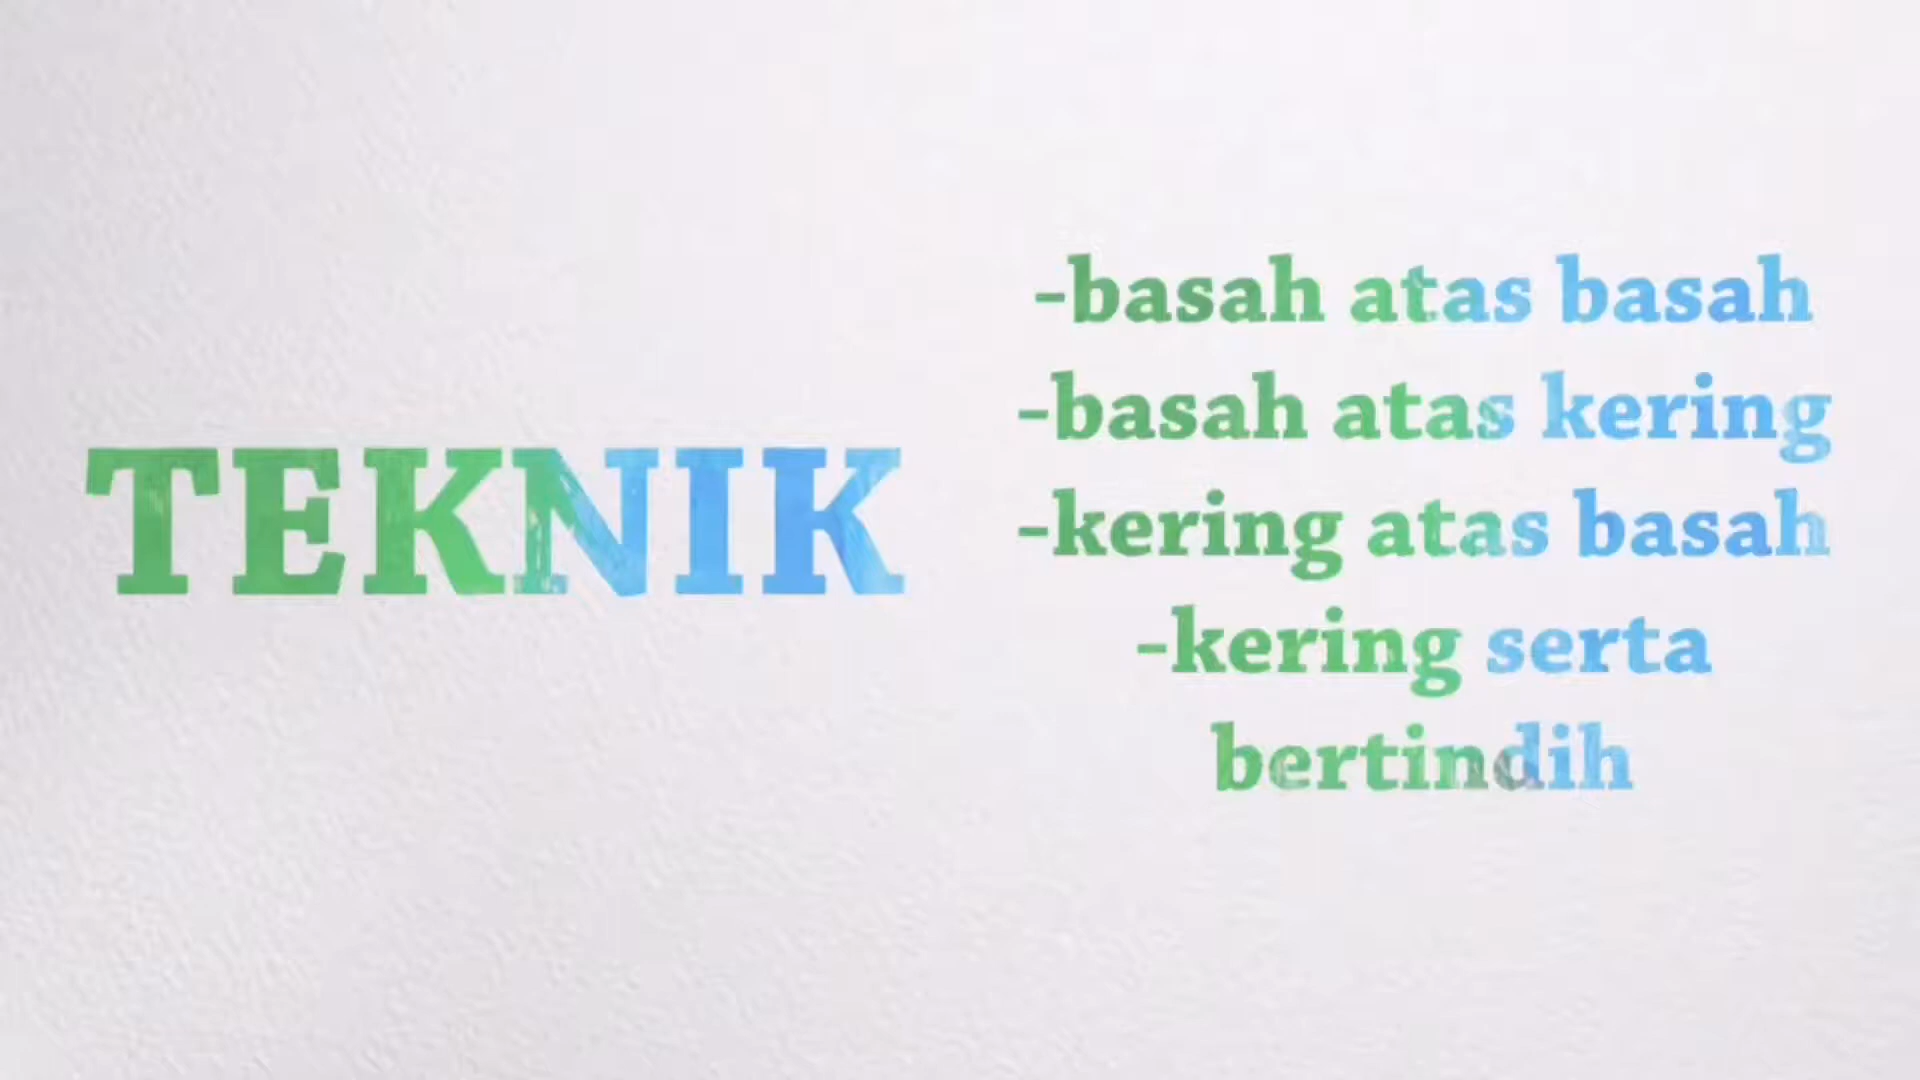 TEKNIK
-basah atas basah
-basah atas kering
-kering atas basah
-kering serta
bertindih